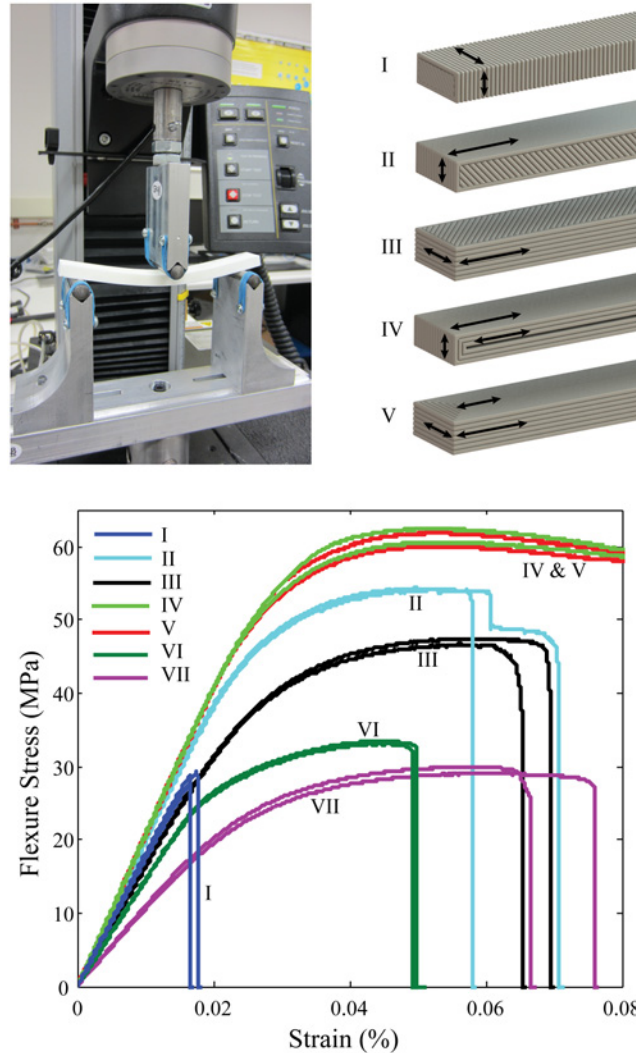 I
II
III
IV
V
I
II
III
IV
V
VI
VII
IV & V
II
III
VI
VII
I
Flexure Stress (MPa)
60
50
40
30
20
10
0
0
0.02
0.04
0.06
0.08
Strain (%)